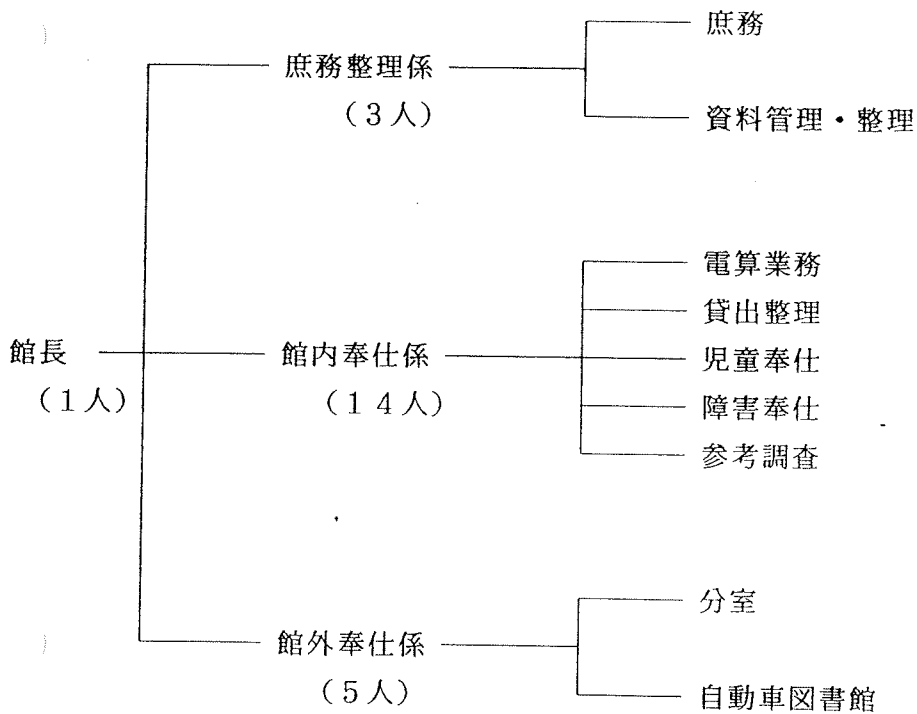 庶務
庶務整理係
(3人)
資料管理・整理
電算業務
貸出整理
館長
(1人)
館内奉仕係
(14人)
児童奉仕
障害奉仕
参考調査
分室
館外奉仕係
(5人)
自動車図書館